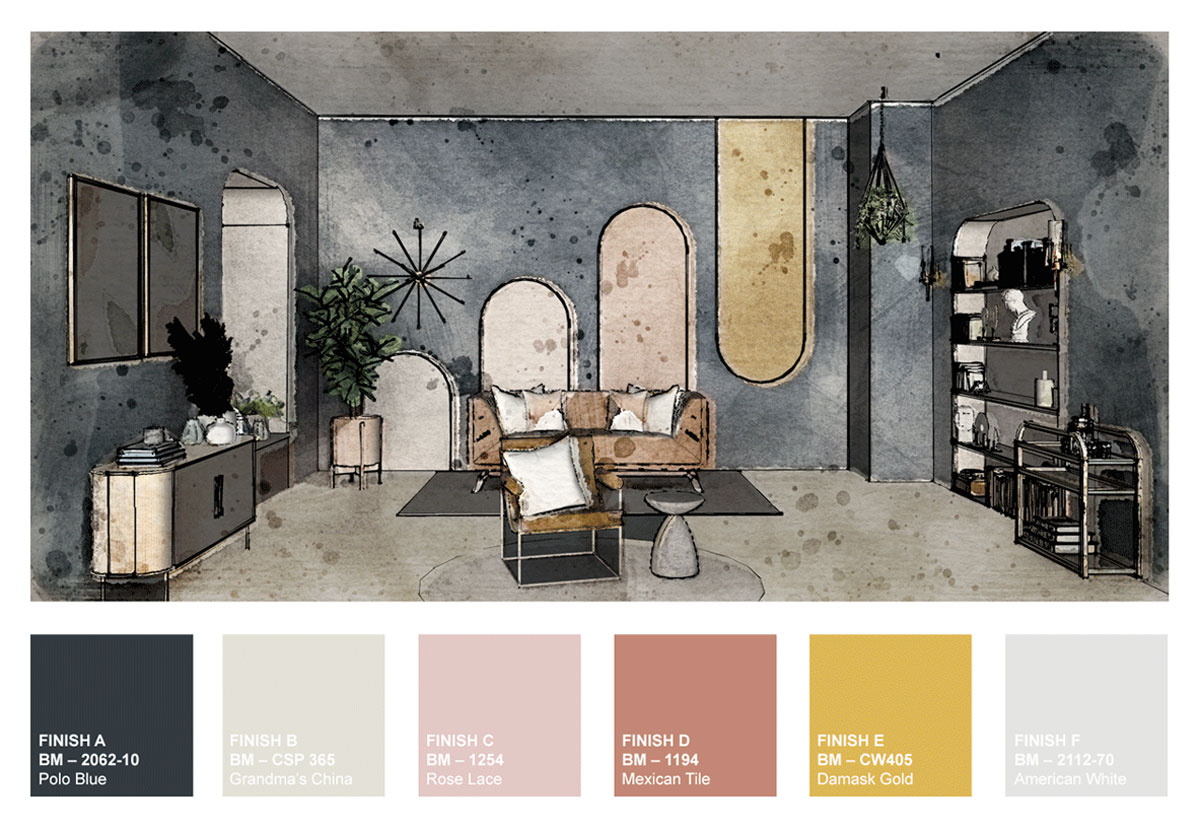 FINISH A
BM – 2062-10
Polo Blue
FINISH B
BM – CSP 365
Grandma's China
FINISH C
BM – 1254
Rose Lace
FINISH D
BM – 1194
Mexican Tile
FINISH E
BM – CW405
Damask Gold
FINISH F
BM – 2112-70
American White